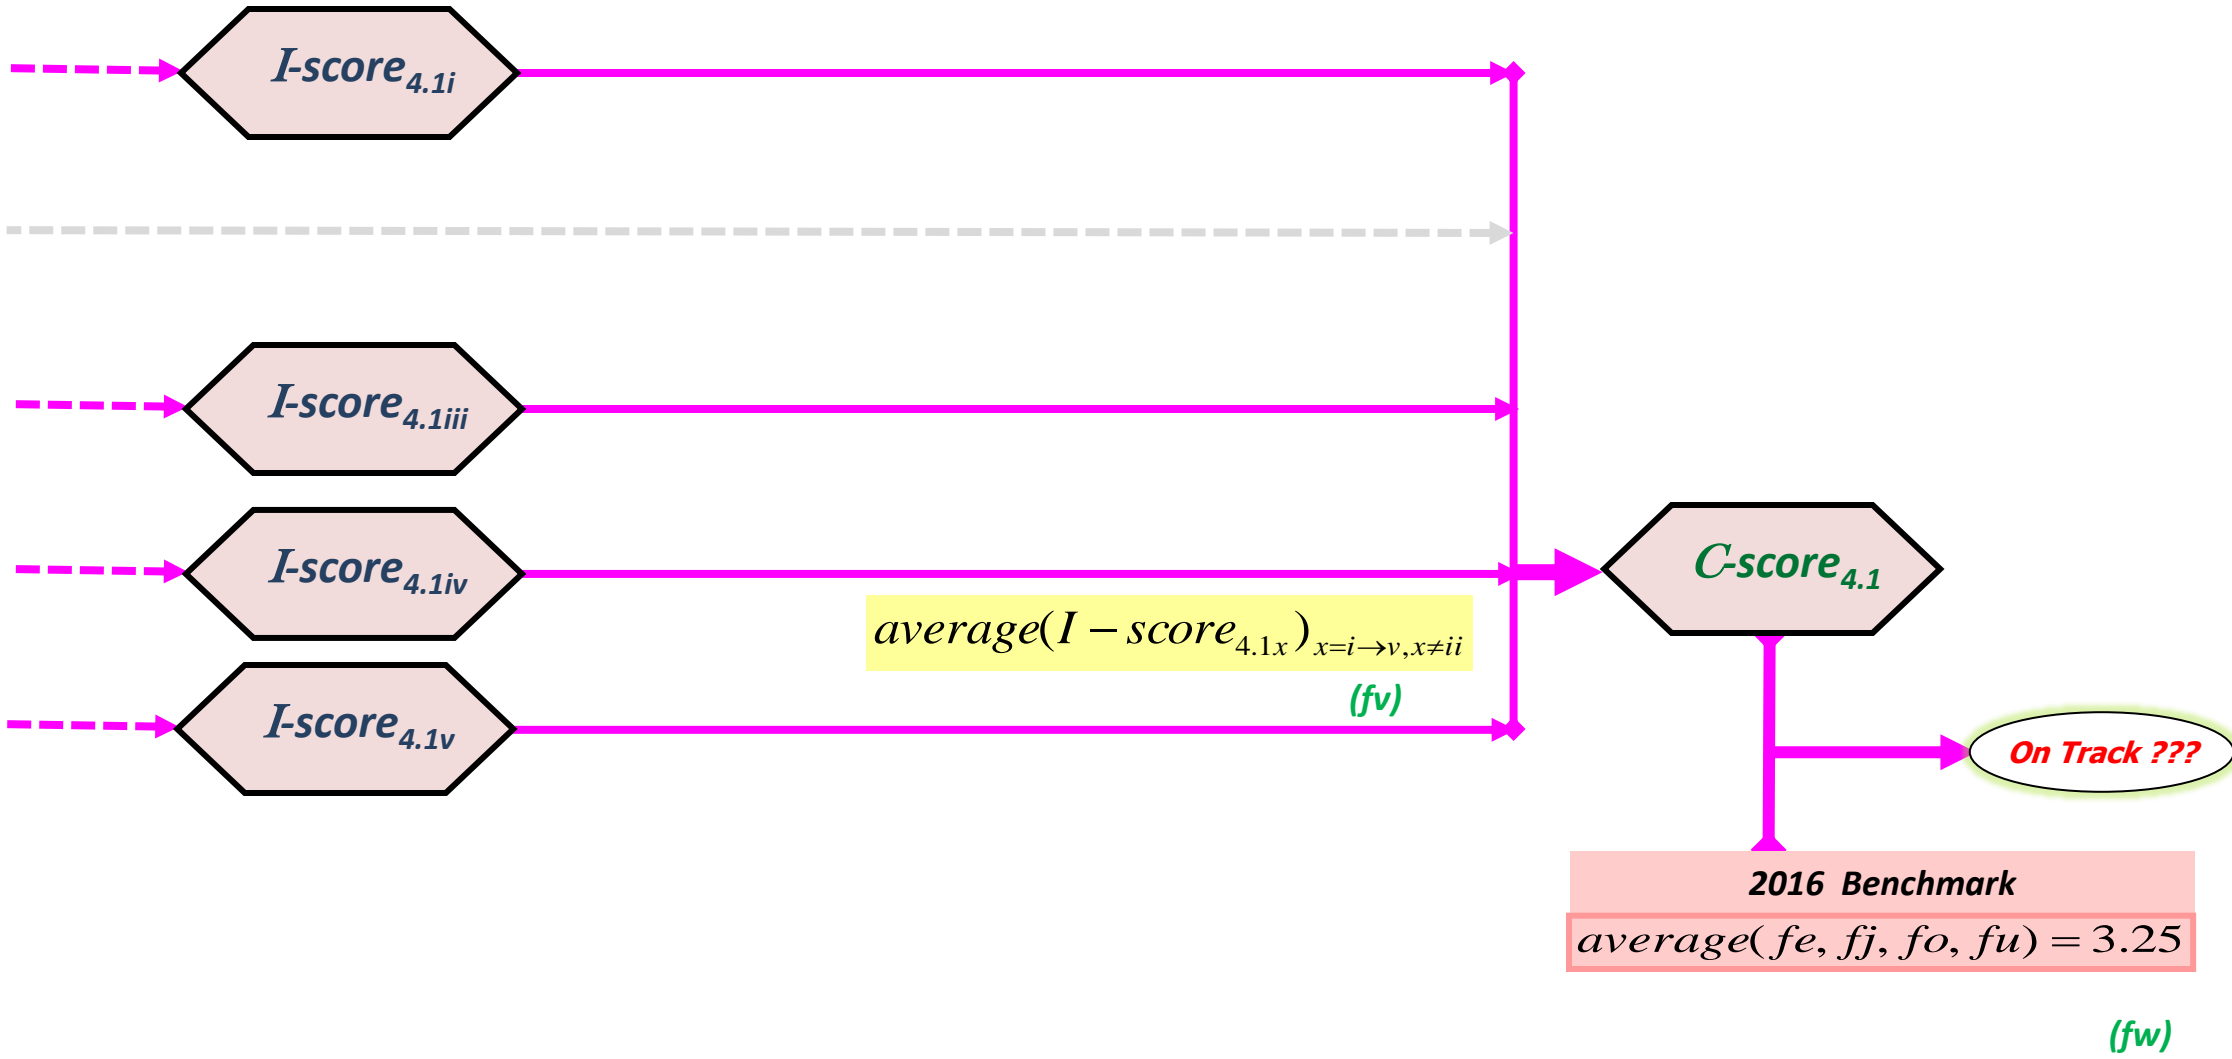 I-score4.1i
I-score4.1iii
I-score4.1iv
C-score4.1
average(I − score4.1x)x=i→v,x≠ii
(fv)
I-score4.1v
On Track ???
2016 Benchmark
average(fe, fj, fo, fu) = 3.25
(fw)